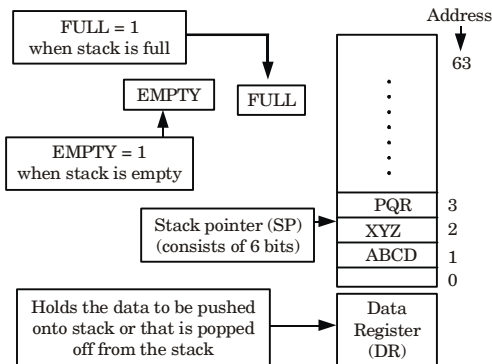 Address
FULL = 1
when stack is full
63
EMPTY
FULL
EMPTY = 1
when stack is empty
PQR 3
Stack pointer (SP)
(consists of 6 bits)
XYZ 2
ABCD 1
0
Holds the data to be pushed
onto stack or that is popped
off from the stack
Data
Register
(DR)